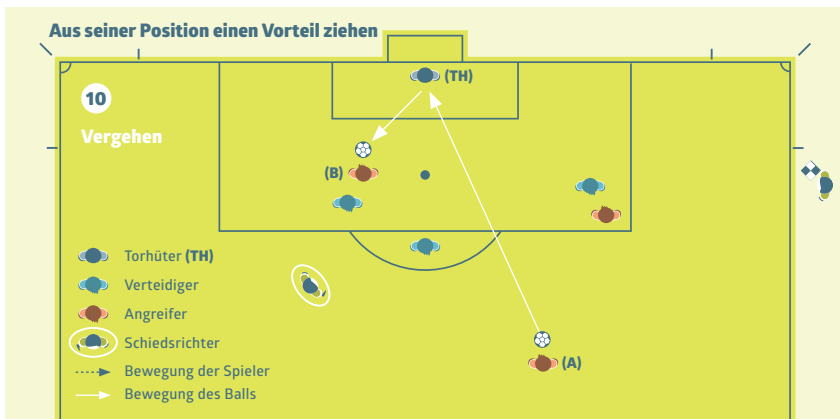 Aus seiner Position einen Vorteil ziehen
(TH)
10
Vergehen
(B)
Torhüter (TH)
Verteidiger
Angreifer
Schiedsrichter
(A)
Bewegung der Spieler
Bewegung des Balls